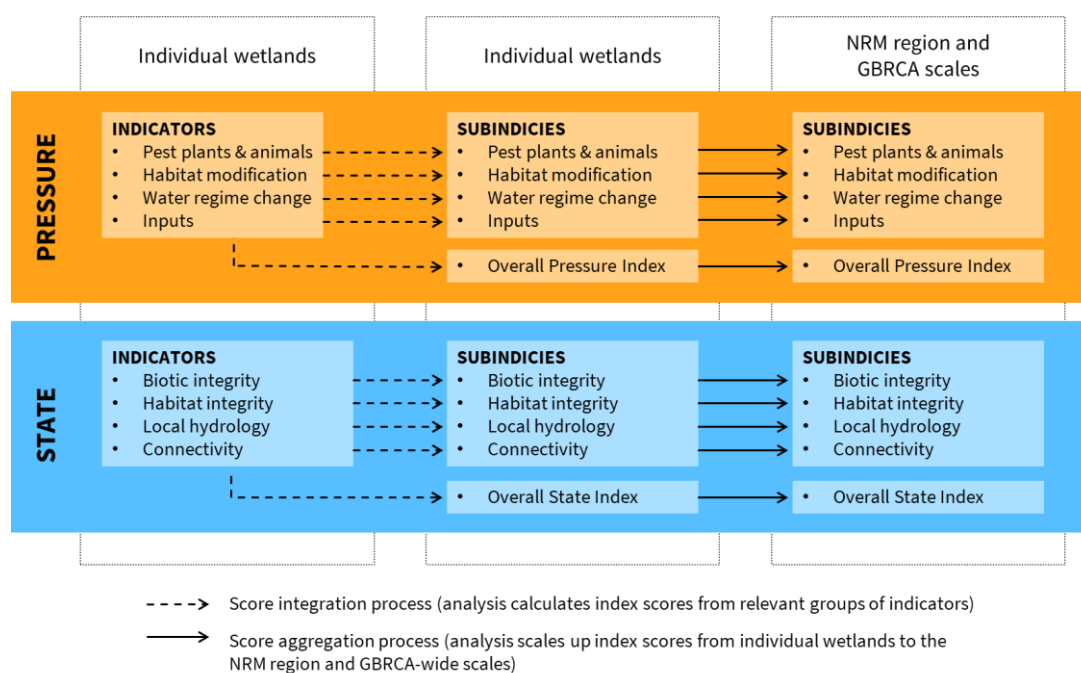 Individual wetlands
Individual wetlands
NRM region and
GBRCA scales
PRESSURE
INDICATORS
• Pest plants & animals
• Habitat modification
• Water regime change
• Inputs
SUBINDICIES
• Pest plants & animals
• Habitat modification
• Water regime change
• Inputs
• Overall Pressure Index
SUBINDICIES
• Pest plants & animals
• Habitat modification
• Water regime change
• Inputs
• Overall Pressure Index
STATE
INDICATORS
• Biotic integrity
• Habitat integrity
• Local hydrology
• Connectivity
SUBINDICIES
• Biotic integrity
• Habitat integrity
• Local hydrology
• Connectivity
• Overall State Index
SUBINDICIES
• Biotic integrity
• Habitat integrity
• Local hydrology
• Connectivity
• Overall State Index
Score integration process (analysis calculates index scores from relevant groups of indicators)
Score aggregation process (analysis scales up index scores from individual wetlands to the
NRM region and GBRCA-wide scales)